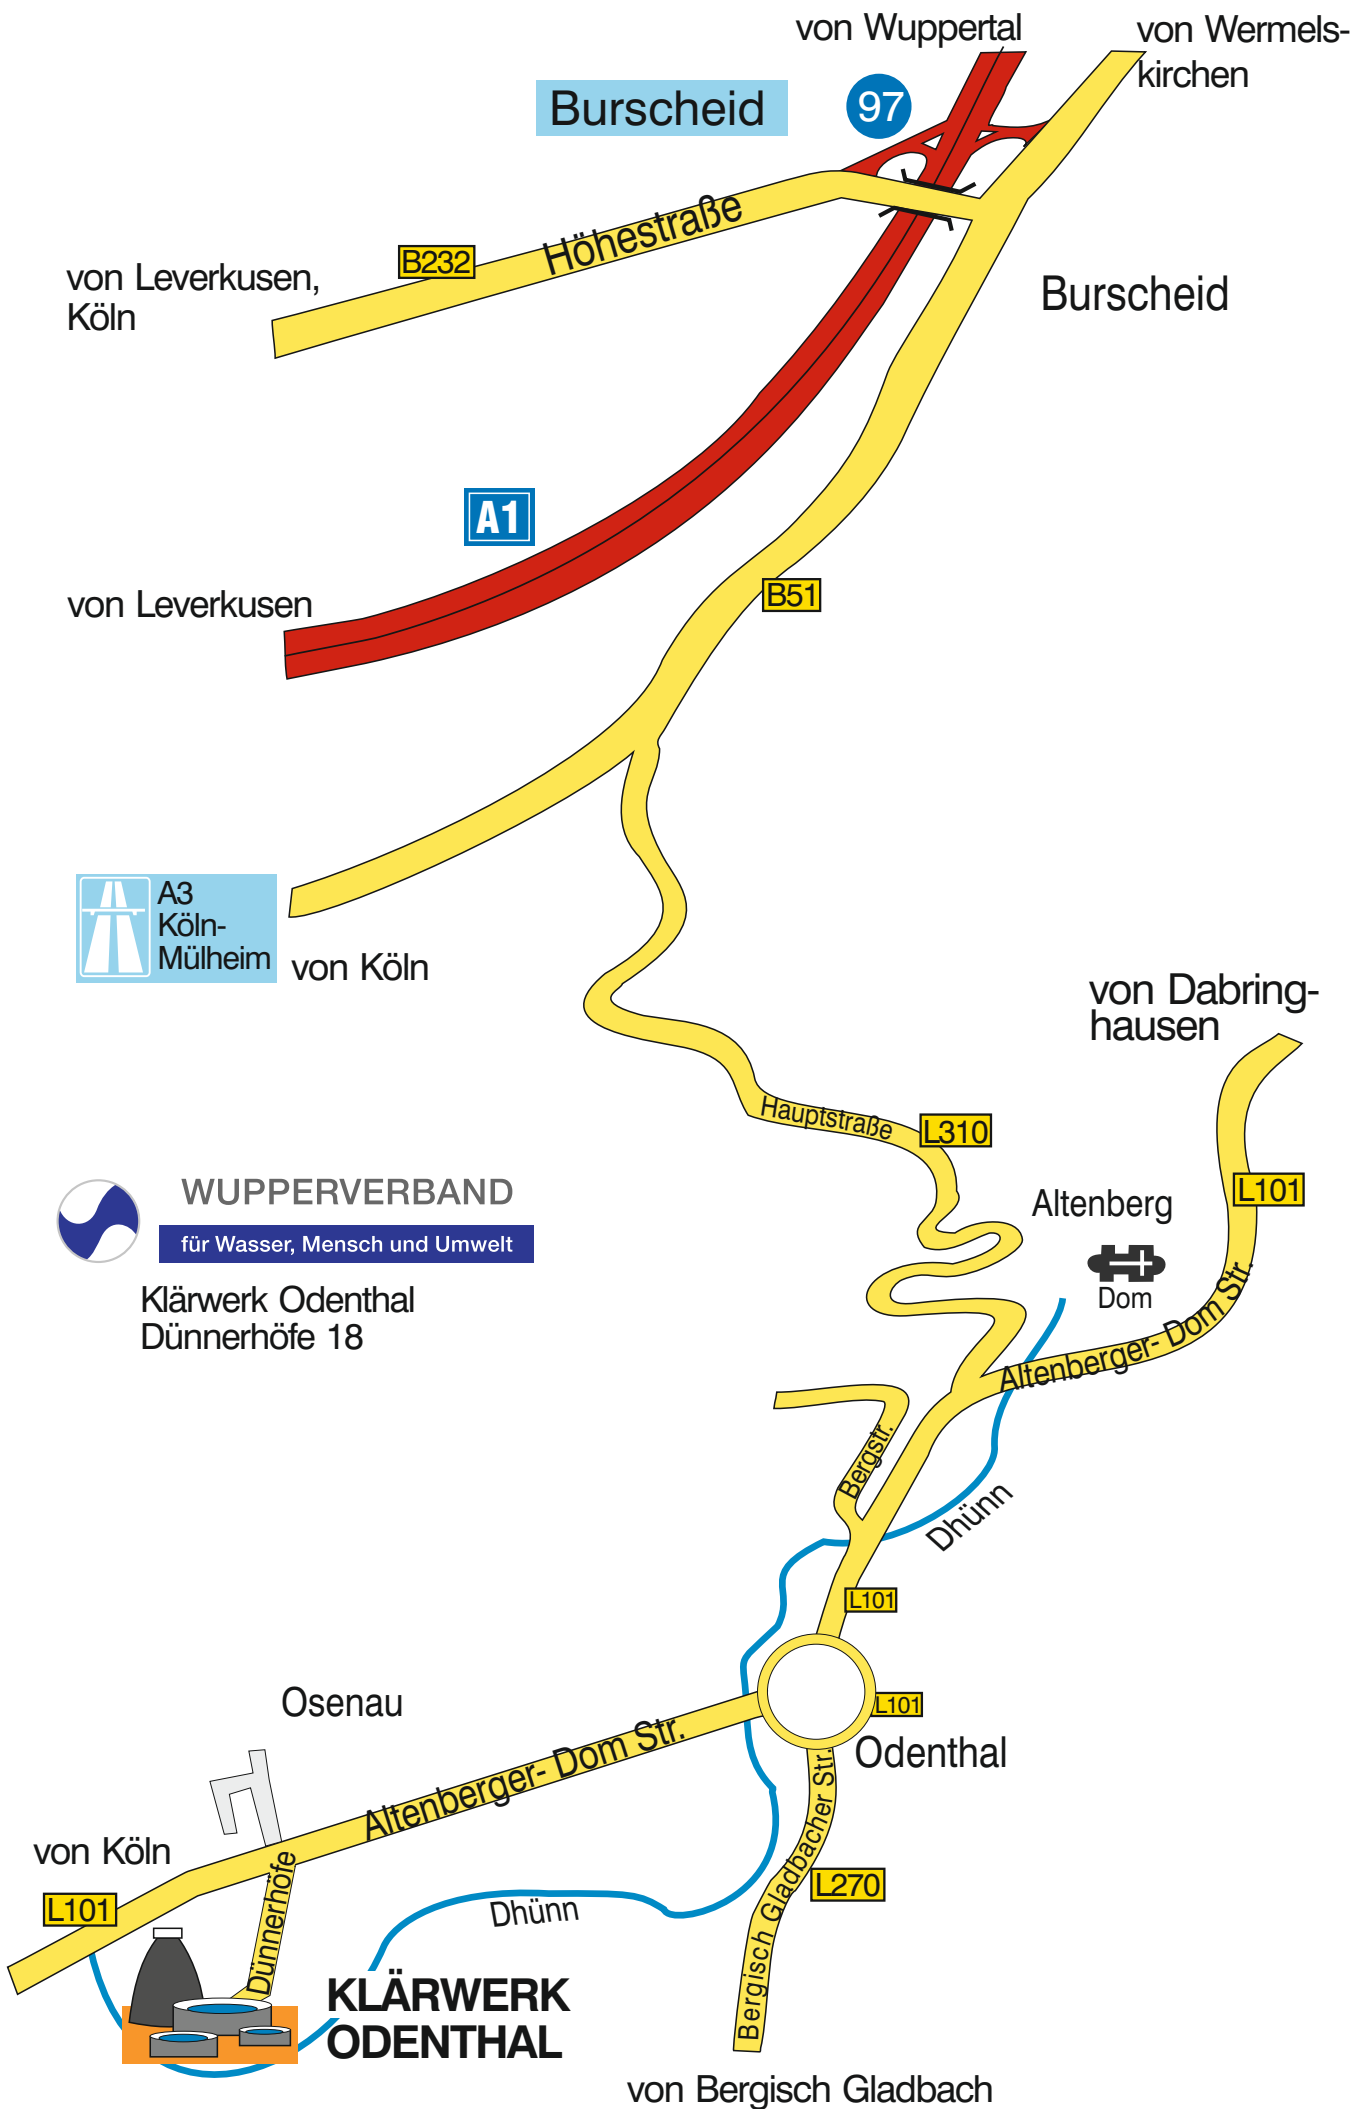 von Wuppertal
von Wermels-
kirchen
Burscheid
97
Höhestraße
B232
von Leverkusen,
Köln
Burscheid
A1
von Leverkusen
B51
A3
Köln-
Mülheim
von Köln
von Dabring-
hausen
Hauptstraße
L310
L101
Altenberg
Dom
WUPPERVERBAND
für Wasser, Mensch und Umwelt
Klärwerk Odenthal
Dünnerhöfe 18
Altenberger- Dom Str.
Bergstr.
Dhünn
L101
L101
Osenau
Odenthal
Altenberger- Dom Str.
Bergisch Gladbacher Str.
von Köln
L101
Dünnerhöfe
L270
Dhünn
KLÄRWERK
ODENTHAL
von Bergisch Gladbach